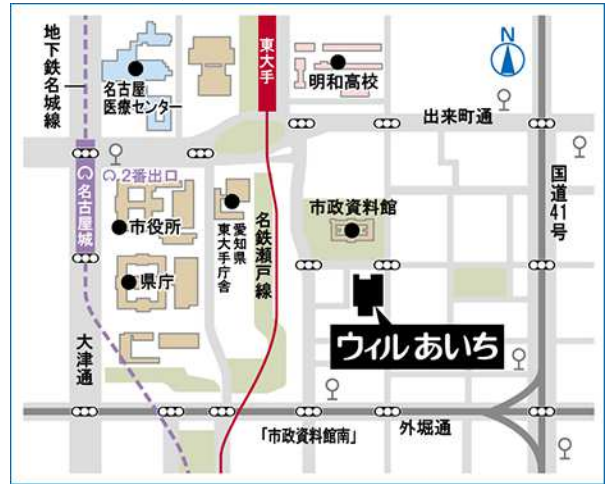 地下鉄名城線
名古屋
医療センター
東大手
明和高校
N
出来町通
国道41号
2番出口
名古屋城
市役所
愛知県
東大手庁舎
名鉄瀬戸線
市政資料館
県庁
ウィルあいち
大津通
「市政資料館南」
外堀通